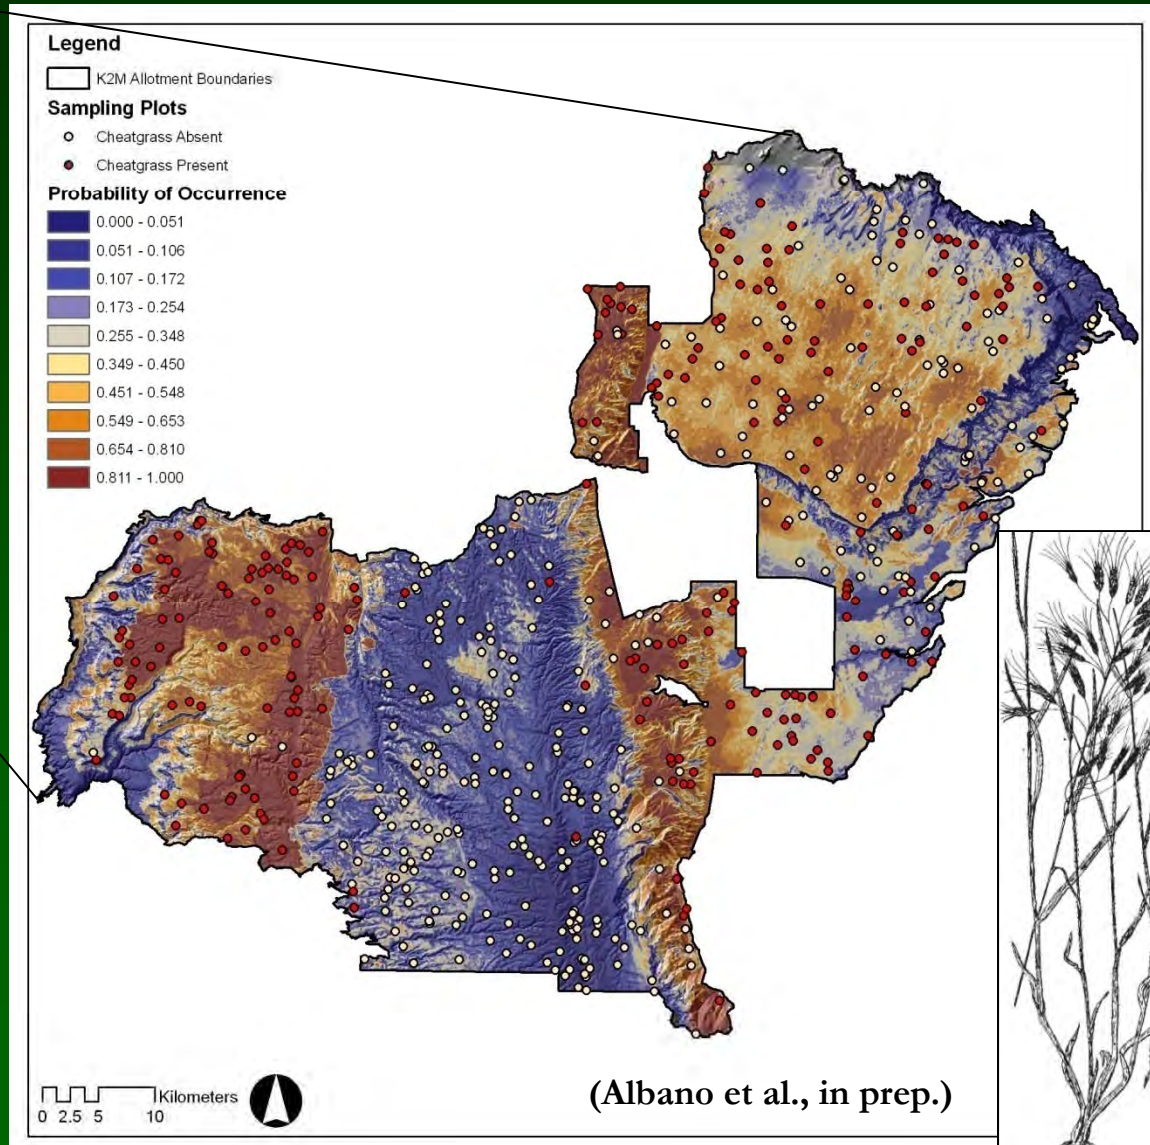 Legend
K2M Allotment Boundaries
Sampling Plots
Cheatgrass Absent
Cheatgrass Present
Probability of Occurrence
0.000 - 0.051
0.051 - 0.106
0.107 - 0.172
0.173 - 0.254
0.255 - 0.348
0.349 - 0.450
0.451 - 0.548
0.549 - 0.653
0.654 - 0.810
0.811 - 1.000
Kilometers
0 2.5 5 10
(Albano et al., in prep.)